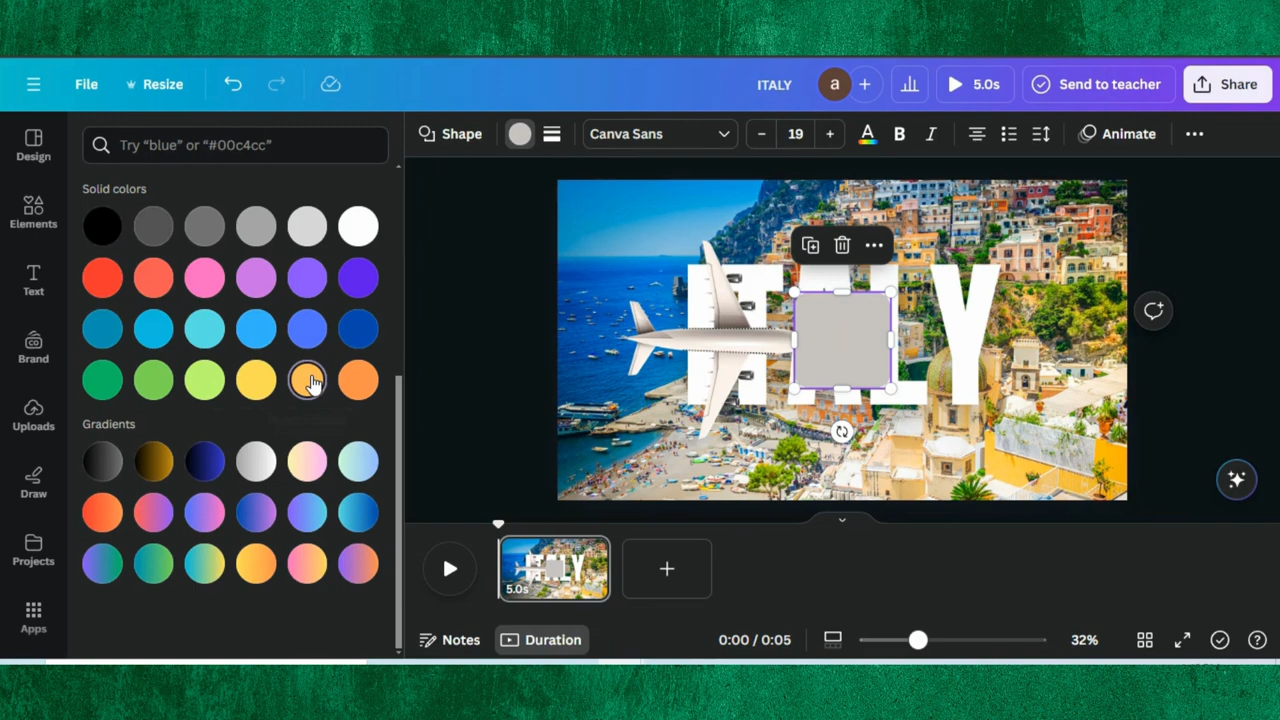 File
Resize
ITALY
a
5.0s
Send to teacher
Share
Design
Elements
Text
Brand
Uploads
Draw
Projects
Apps
Try “blue” or “#00c4cc”
Solid colors
Gradients
Shape
Canva Sans
– 19 +
A B I
Animate
Y
5.0s
Notes
Duration
0:00 / 0:05
32%